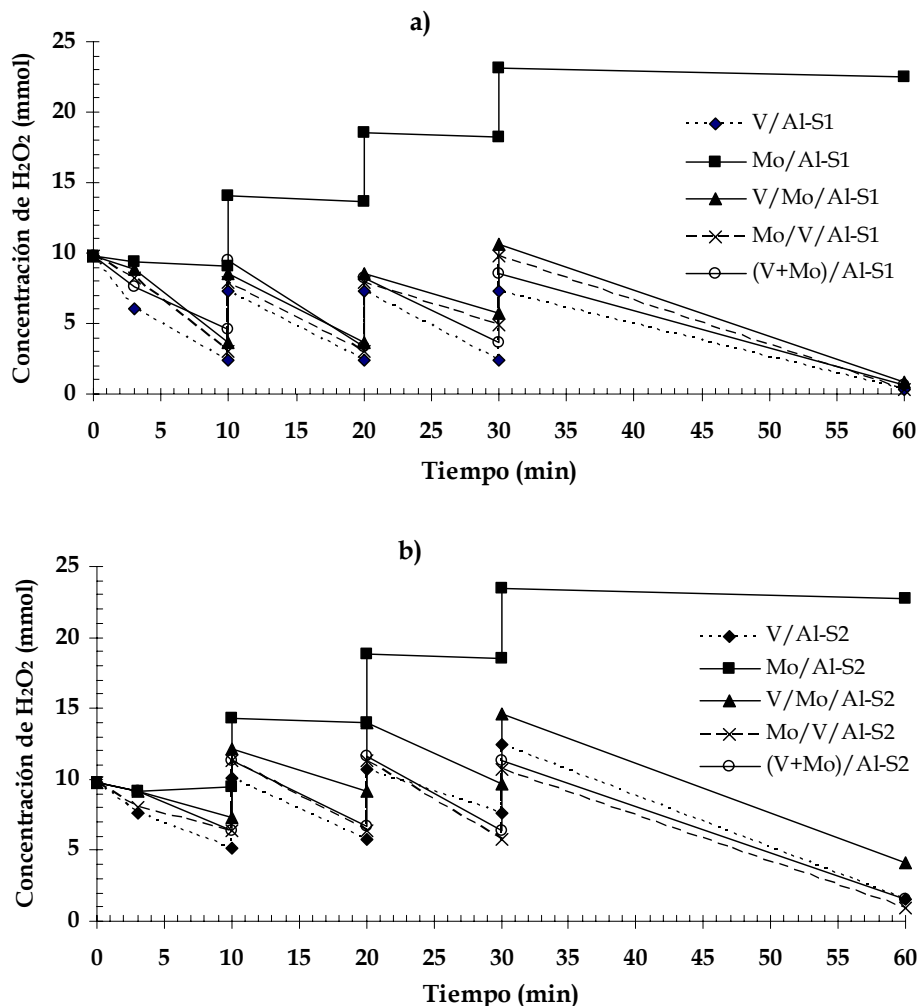 a)
Concentración de H₂O₂ (mmol)
25
20
15
10
5
0
V/Al-S1
Mo/Al-S1
V/Mo/Al-S1
Mo/V/Al-S1
(V+Mo)/Al-S1
0 5 10 15 20 25 30 35 40 45 50 55 60
Tiempo (min)
b)
Concentración de H₂O₂ (mmol)
25
20
15
10
5
0
V/Al-S2
Mo/Al-S2
V/Mo/Al-S2
Mo/V/Al-S2
(V+Mo)/Al-S2
0 5 10 15 20 25 30 35 40 45 50 55 60
Tiempo (min)